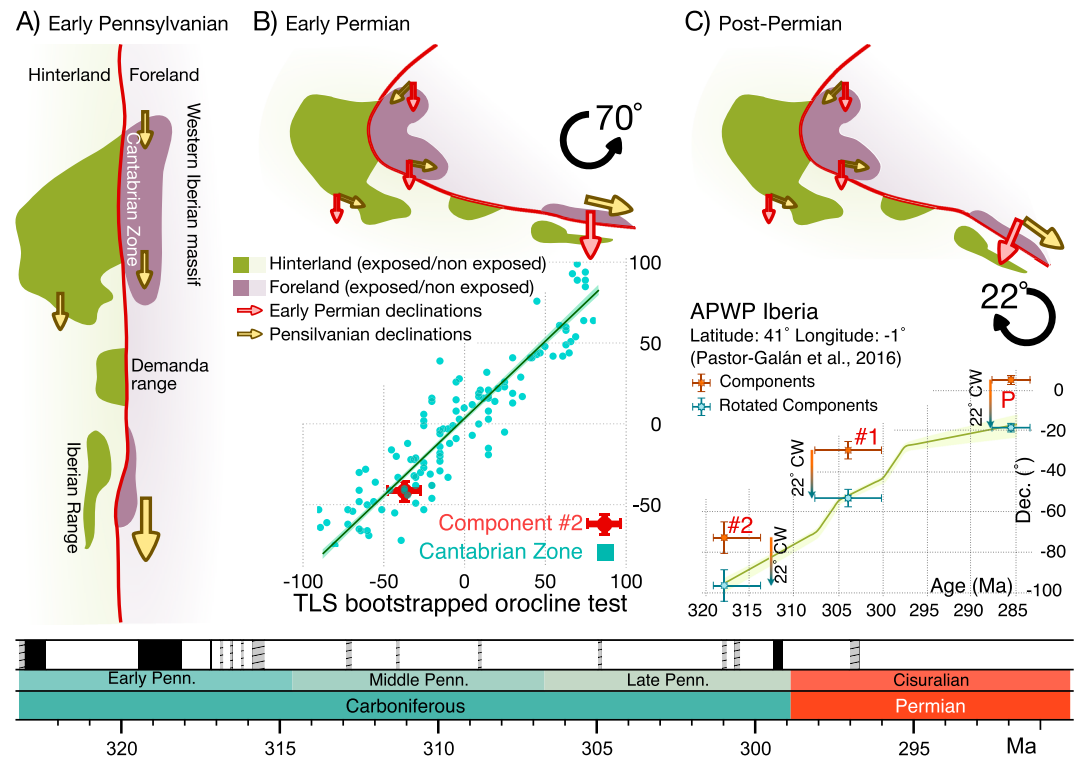 A) Early Pennsylvanian
Hinterland
Foreland
Cantabrian Zone
Western Iberian massif
Demanda
range
Iberian Range
B) Early Permian
70°
Hinterland (exposed/non exposed)
Foreland (exposed/non exposed)
Early Permian declinations
Pensilvanian declinations
100
50
0
-50
Component #2
Cantabrian Zone
-100
-50
0
50
100
TLS bootstrapped orocline test
C) Post-Permian
22°
APWP Iberia
Latitude: 41° Longitude: -1°
(Pastor-Galán et al., 2016)
Components
Rotated Components
#2
22° CW
#1
22° CW
P
22° CW
0
-20
-40
-60
-80
-100
Dec. (°)
Age (Ma)
320 315 310 305 300 295 290 285
Early Penn.
Middle Penn.
Late Penn.
Cisuralian
Carboniferous
Permian
320
315
310
305
300
295
Ma